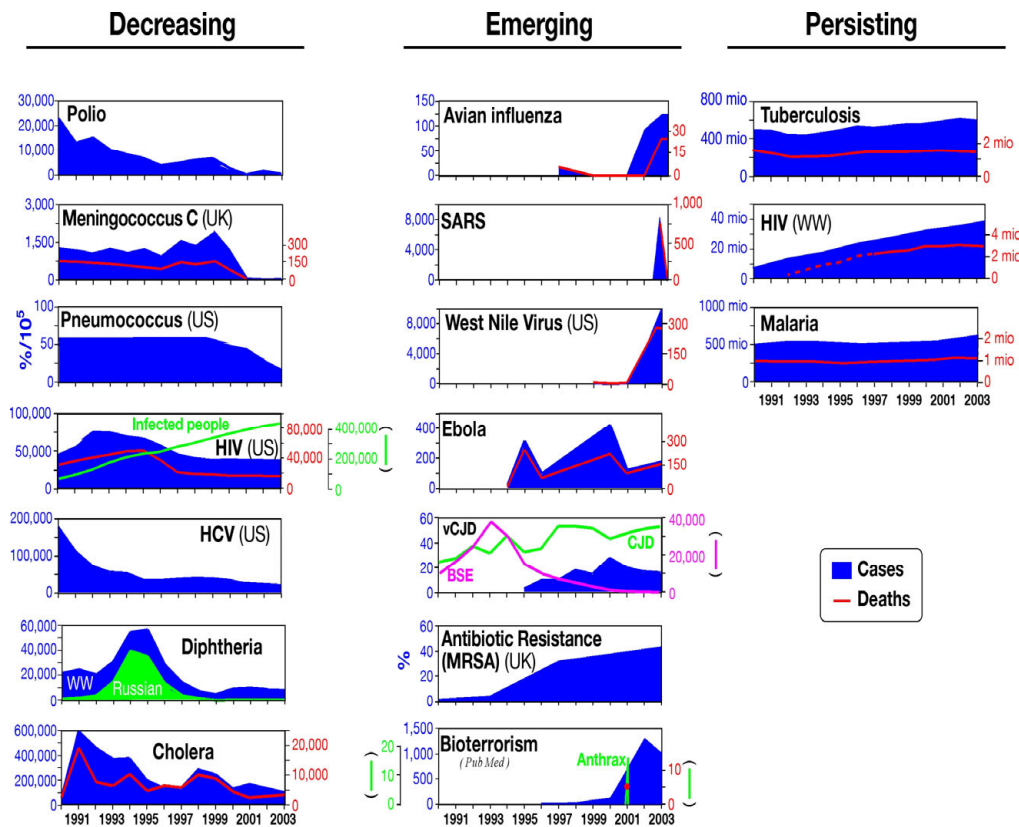 Decreasing
Emerging
Persisting
30,000
20,000
10,000
0
Polio
3,000
1,500
0
Meningococcus C (UK)
300
150
0
100
50
0
%/10⁵
Pneumococcus (US)
100,000
50,000
0
Infected people
HIV (US)
80,000
40,000
0
400,000
200,000
0
( )
200,000
100,000
0
HCV (US)
60,000
40,000
20,000
0
Diphtheria
WW
Russian
600,000
400,000
200,000
0
Cholera
20,000
10,000
0
1991 1993 1995 1997 1999 2001 2003
150
125
100
75
50
25
0
Avian influenza
30
15
0
8,000
4,000
0
SARS
1,000
750
500
250
0
8,000
4,000
0
West Nile Virus (US)
300
150
0
400
200
0
Ebola
300
150
0
60
40
20
0
vCJD
BSE
CJD
40,000
20,000
0
( )
60
40
20
0
%
Antibiotic Resistance
(MRSA) (UK)
20
10
0
( )
1,500
1,000
500
0
Bioterrorism
(Pub Med)
Anthrax
10
0
( )
1991 1993 1995 1997 1999 2001 2003
800 mio
400 mio
0
Tuberculosis
2 mio
1
0
40 mio
20 mio
0
HIV (WW)
4 mio
2 mio
0
1000 mio
500 mio
0
Malaria
2 mio
1 mio
0
1991 1993 1995 1997 1999 2001 2003
Cases
Deaths